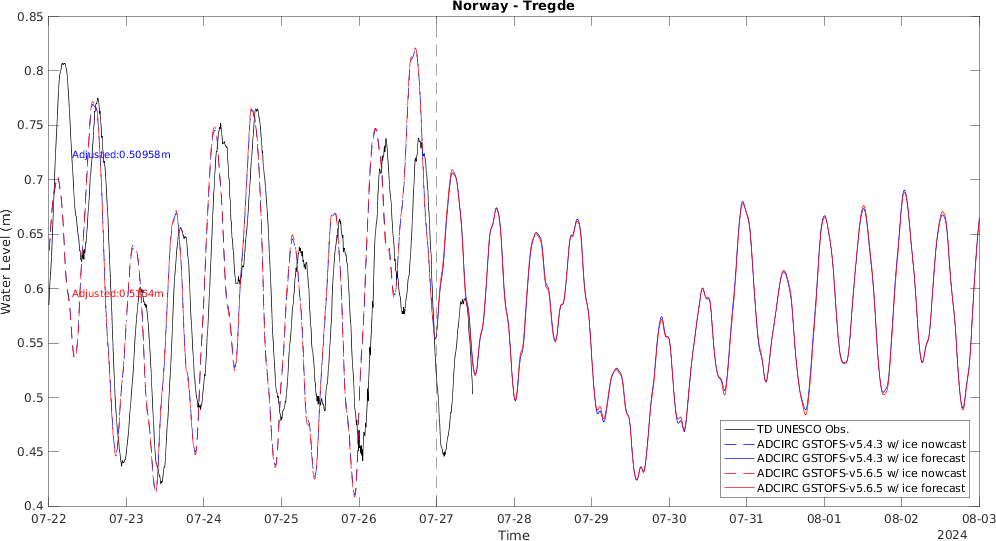 Norway - Tregde
0.85
0.8
0.75
0.7
0.65
0.6
0.55
0.5
0.45
0.4
Water Level (m)
Adjusted:0.50958m
Adjusted:0.5154m
TD UNESCO Obs.
ADCIRC GSTOFS-v5.4.3 w/ ice nowcast
ADCIRC GSTOFS-v5.4.3 w/ ice forecast
ADCIRC GSTOFS-v5.6.5 w/ ice nowcast
ADCIRC GSTOFS-v5.6.5 w/ ice forecast
07-22 07-23 07-24 07-25 07-26 07-27 07-28 07-29 07-30 07-31 08-01 08-02 08-03
Time
2024